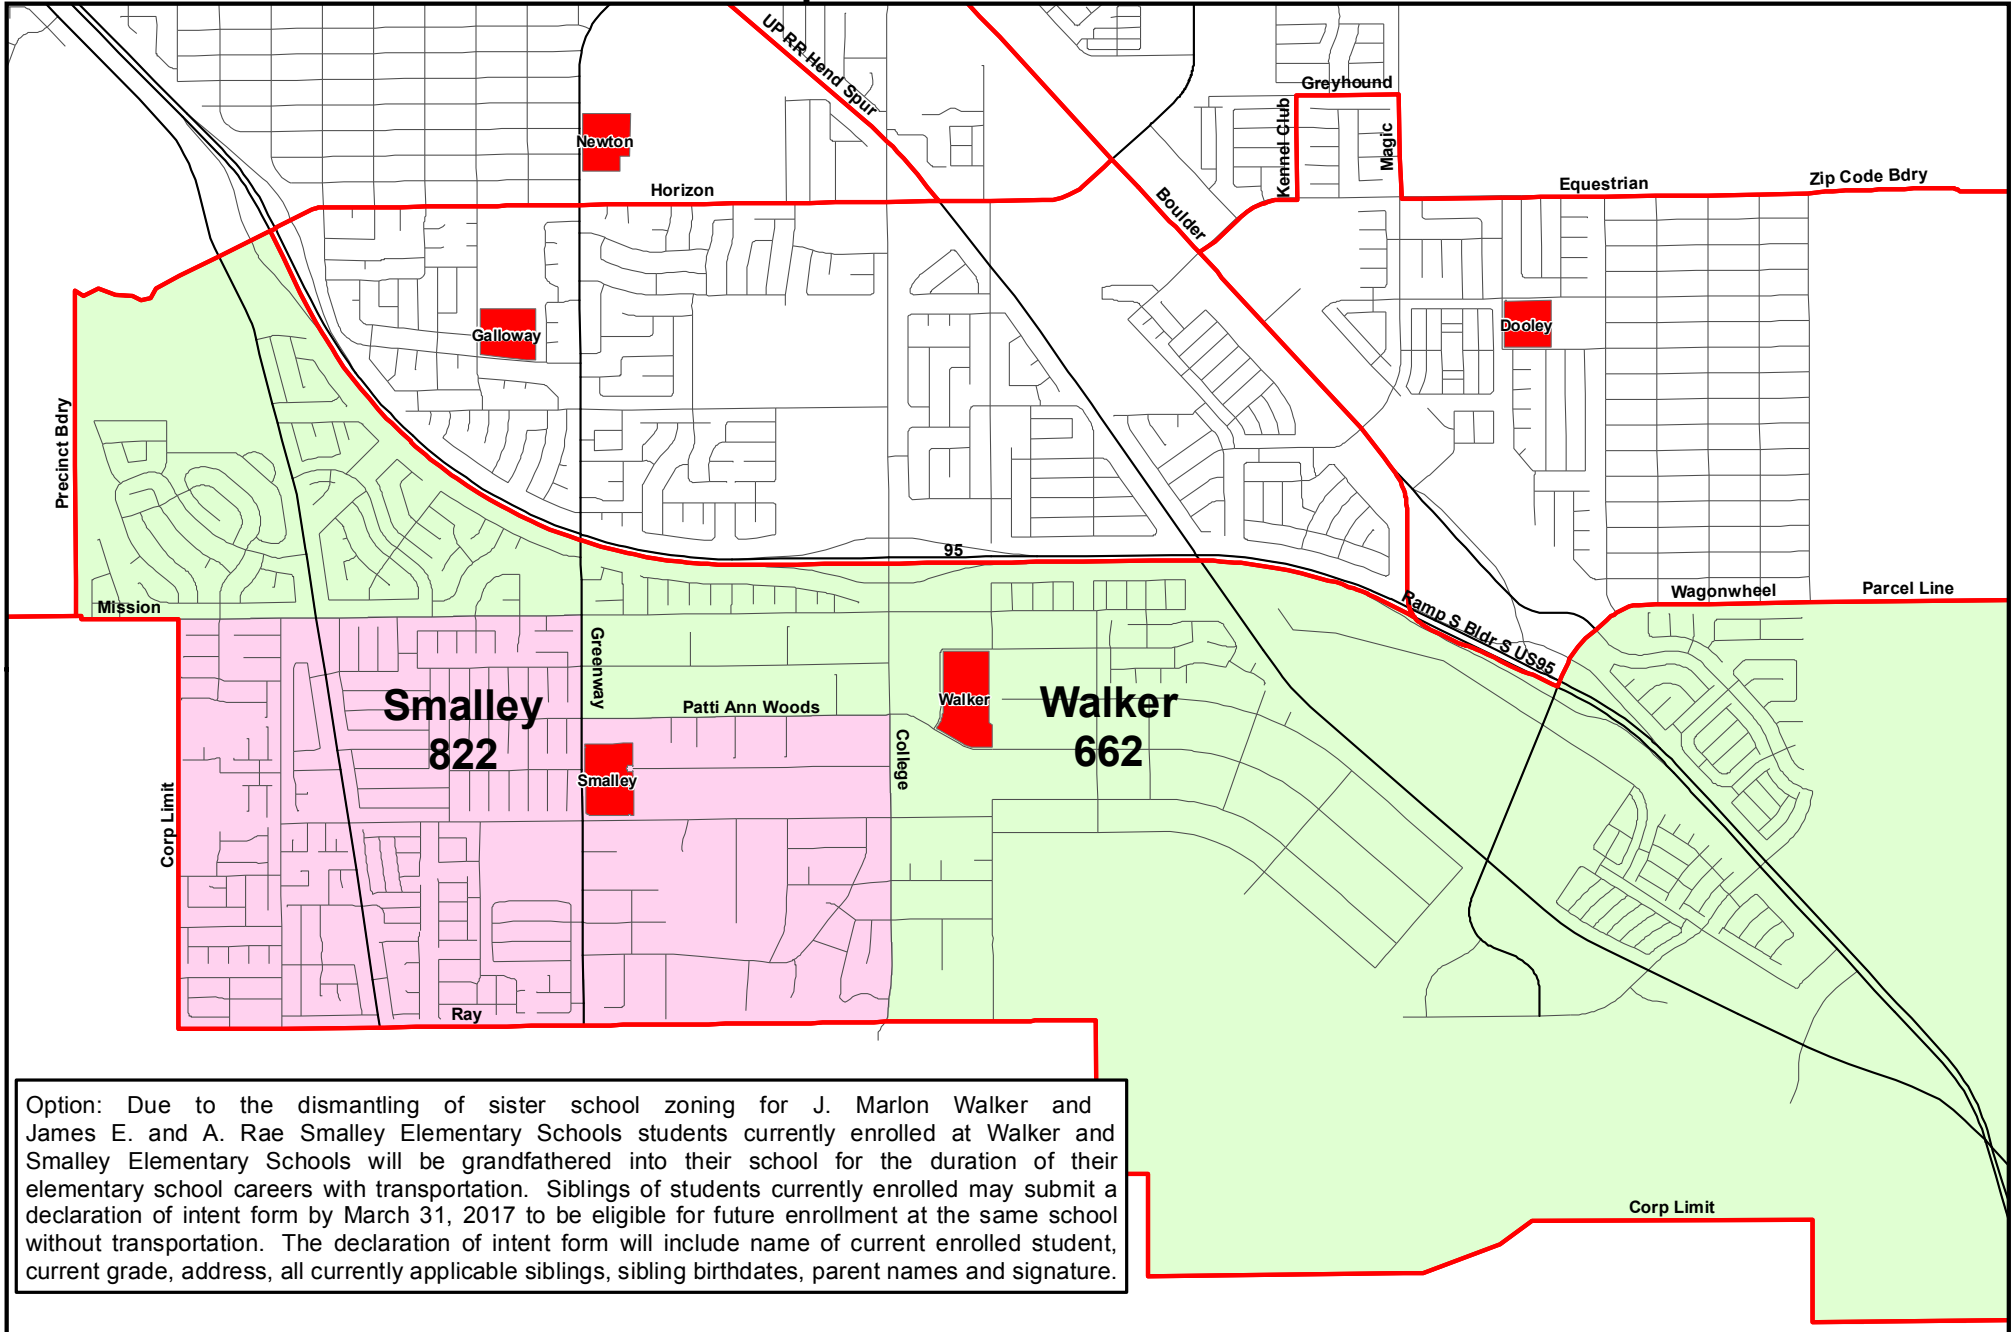 UP RR Hend Spur
Greyhound
Kennel Club
Magic
Newton
Horizon
Equestrian
Zip Code Bdry
Boulder
Galloway
Dooley
Precinct Bdry
95
Mission
Ramp S Bldr S US95
Wagonwheel
Parcel Line
Greenway
Smalley
822
Patti Ann Woods
Walker
Walker
662
College
Smalley
Corp Limit
Ray
Corp Limit
Option: Due to the dismantling of sister school zoning for J. Marlon Walker and
James E. and A. Rae Smalley Elementary Schools students currently enrolled at Walker and
Smalley Elementary Schools will be grandfathered into their school for the duration of their
elementary school careers with transportation. Siblings of students currently enrolled may submit a
declaration of intent form by March 31, 2017 to be eligible for future enrollment at the same school
without transportation. The declaration of intent form will include name of current enrolled student,
current grade, address, all currently applicable siblings, sibling birthdates, parent names and signature.